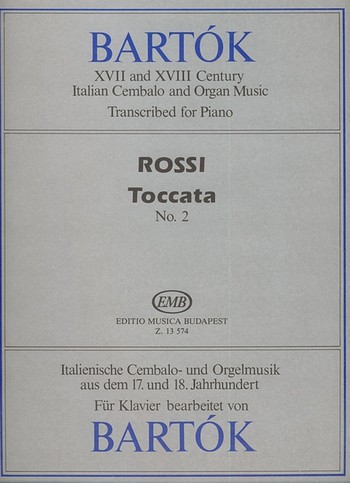 BARTÓK
XVII and XVIII Century
Italian Cembalo and Organ Music
Transcribed for Piano
ROSSI
Toccata
No. 2
EMB
EDITIO MUSICA BUDAPEST
Z. 13 574
Italienische Cembalo- und Orgelmusik
aus dem 17. und 18. Jahrhundert
Für Klavier bearbeitet von
BARTÓK